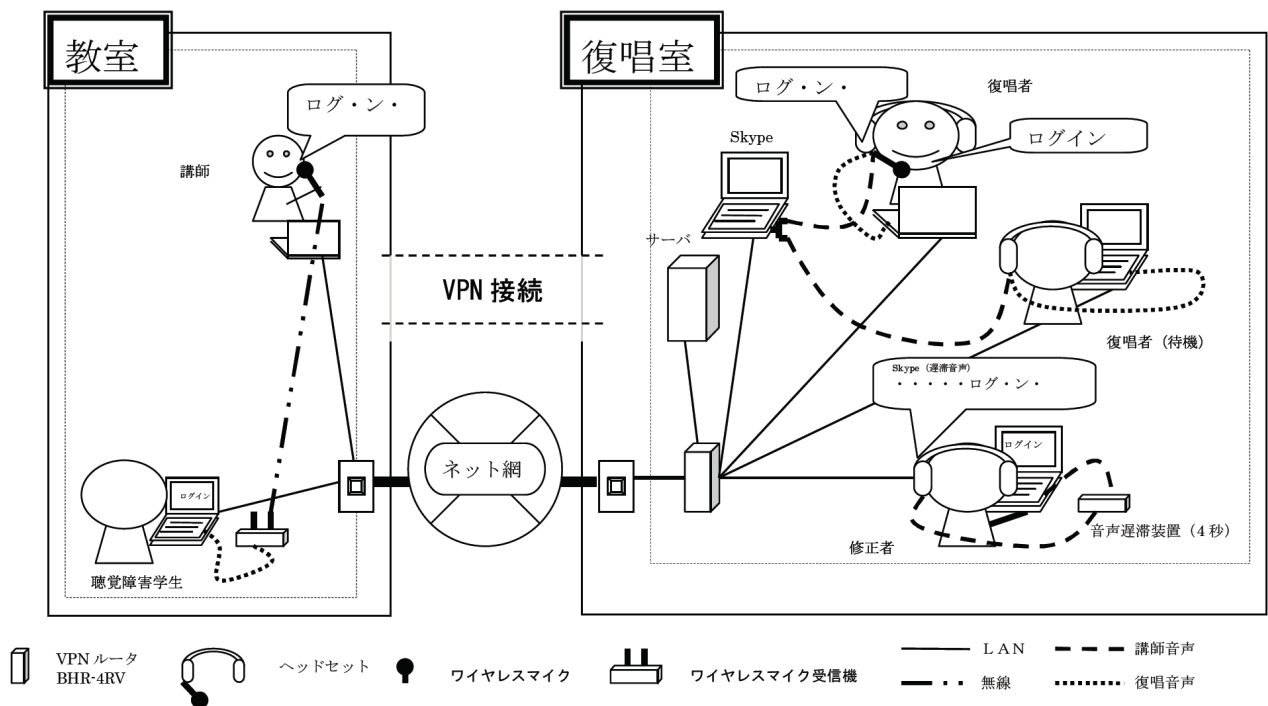 教室
ログ・ン・
講師
VPN 接続
ネット網
ログイン
聴覚障害学生
復唱室
ログ・ン・
復唱者
Skype
ログイン
サーバ
復唱者（待機）
Skype（遅滞音声）
・・・・・ログ・ン・
ログイン
修正者
音声遅滞装置（4 秒）
VPN ルータ
BHR-4RV
ヘッドセット
ワイヤレスマイク
ワイヤレスマイク受信機
ＬＡＮ
講師音声
無線
復唱音声